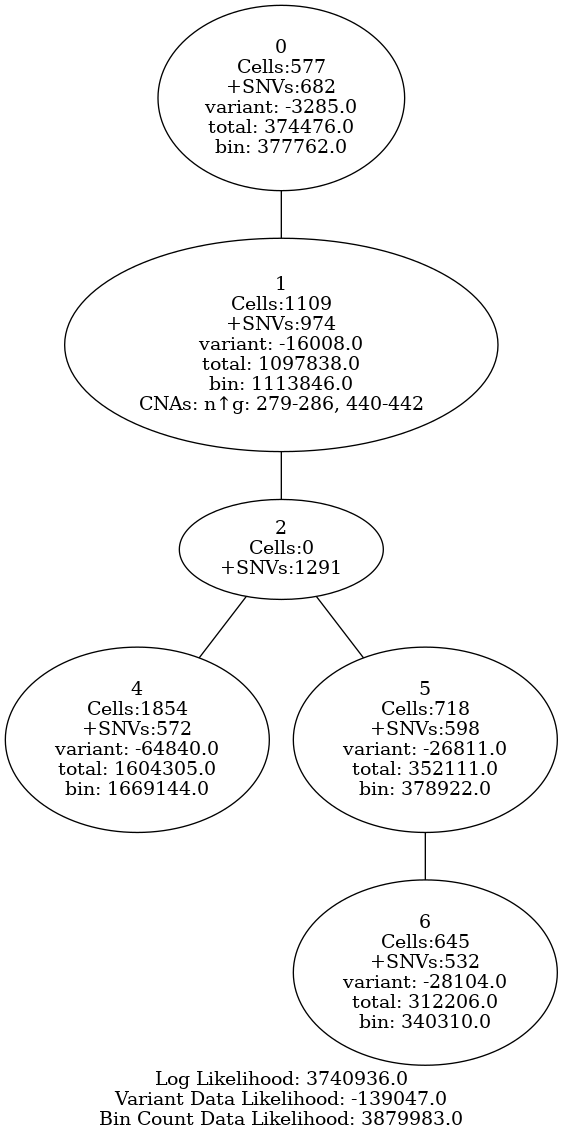 0
Cells:577
+SNVs:682
variant: -3285.0
total: 374476.0
bin: 377762.0
1
Cells:1109
+SNVs:974
variant: -16008.0
total: 1097838.0
bin: 1113846.0
CNAs: n↑g: 279-286, 440-442
2
Cells:0
+SNVs:1291
4
Cells:1854
+SNVs:572
variant: -64840.0
total: 1604305.0
bin: 1669144.0
5
Cells:718
+SNVs:598
variant: -26811.0
total: 352111.0
bin: 378922.0
6
Cells:645
+SNVs:532
variant: -28104.0
total: 312206.0
bin: 340310.0
Log Likelihood: 3740936.0
Variant Data Likelihood: -139047.0
Bin Count Data Likelihood: 3879983.0